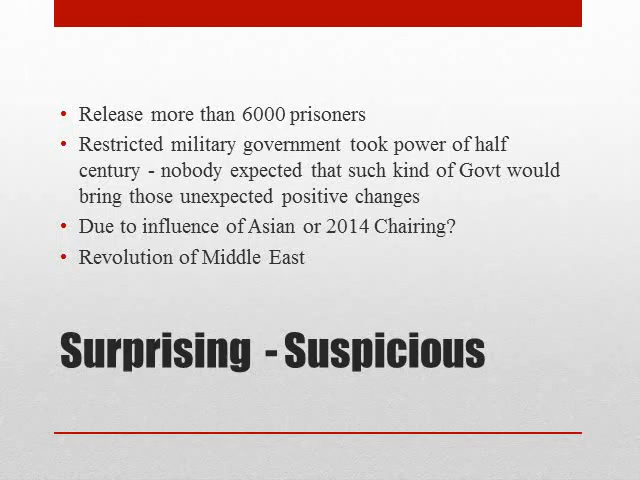 • Release more than 6000 prisoners
• Restricted military government took power of half
century - nobody expected that such kind of Govt would
bring those unexpected positive changes
• Due to influence of Asian or 2014 Chairing?
• Revolution of Middle East
Surprising - Suspicious